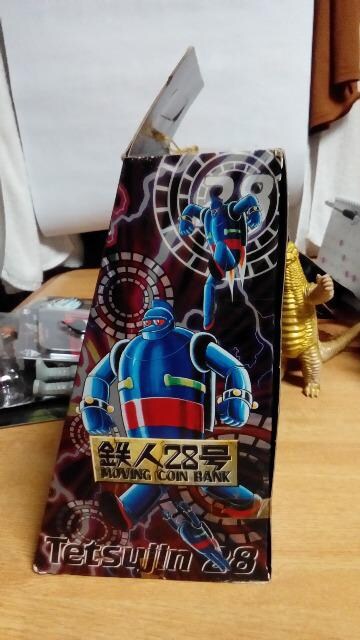 28
鉄人28号
MOVING COIN BANK
Tetsujin 28